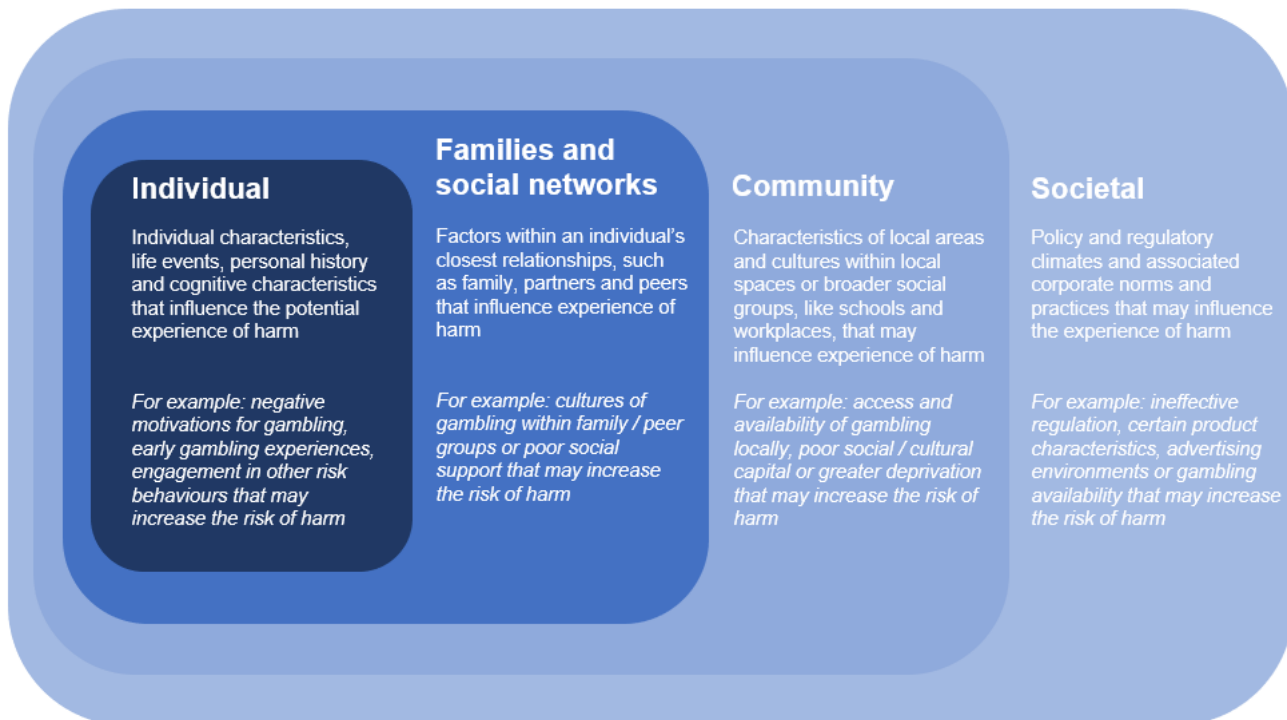 Individual
Individual characteristics,
life events, personal history
and cognitive characteristics
that influence the potential
experience of harm
For example: negative
motivations for gambling,
early gambling experiences,
engagement in other risk
behaviours that may
increase the risk of harm
Families and
social networks
Factors within an individual’s
closest relationships, such
as family, partners and peers
that influence experience of
harm
For example: cultures of
gambling within family / peer
groups or poor social
support that may increase
the risk of harm
Community
Characteristics of local areas
and cultures within local
spaces or broader social
groups, like schools and
workplaces, that may
influence experience of harm
For example: access and
availability of gambling
locally, poor social / cultural
capital or greater deprivation
that may increase the risk of
harm
Societal
Policy and regulatory
climates and associated
corporate norms and
practices that may influence
the experience of harm
For example: ineffective
regulation, certain product
characteristics, advertising
environments or gambling
availability that may increase
the risk of harm